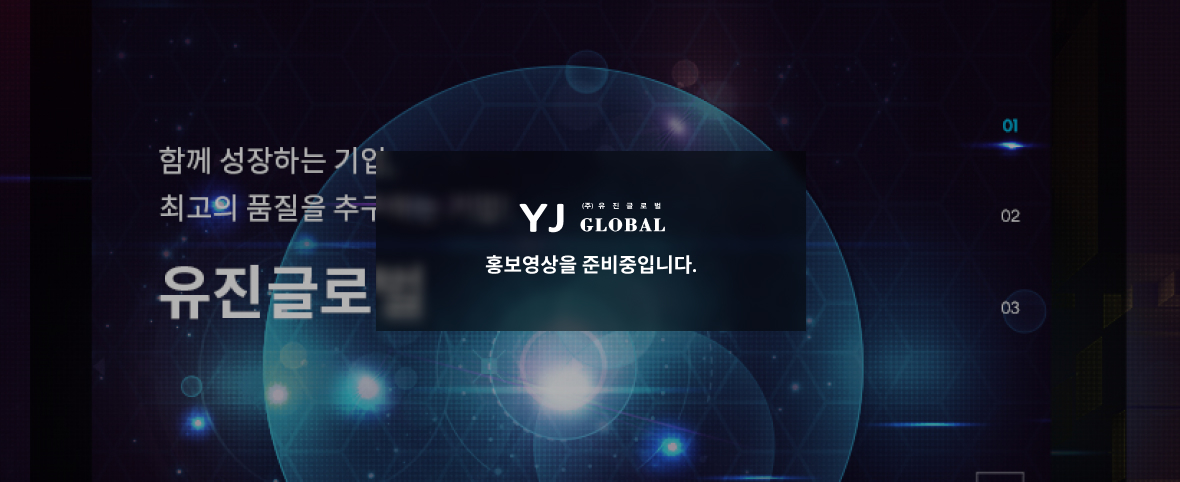 함께 성장하는 기업,
최고의 품질을 추구
유진글로벌
YJ (주)유진글로벌
GLOBAL
홍보영상을 준비중입니다.
01
02
03